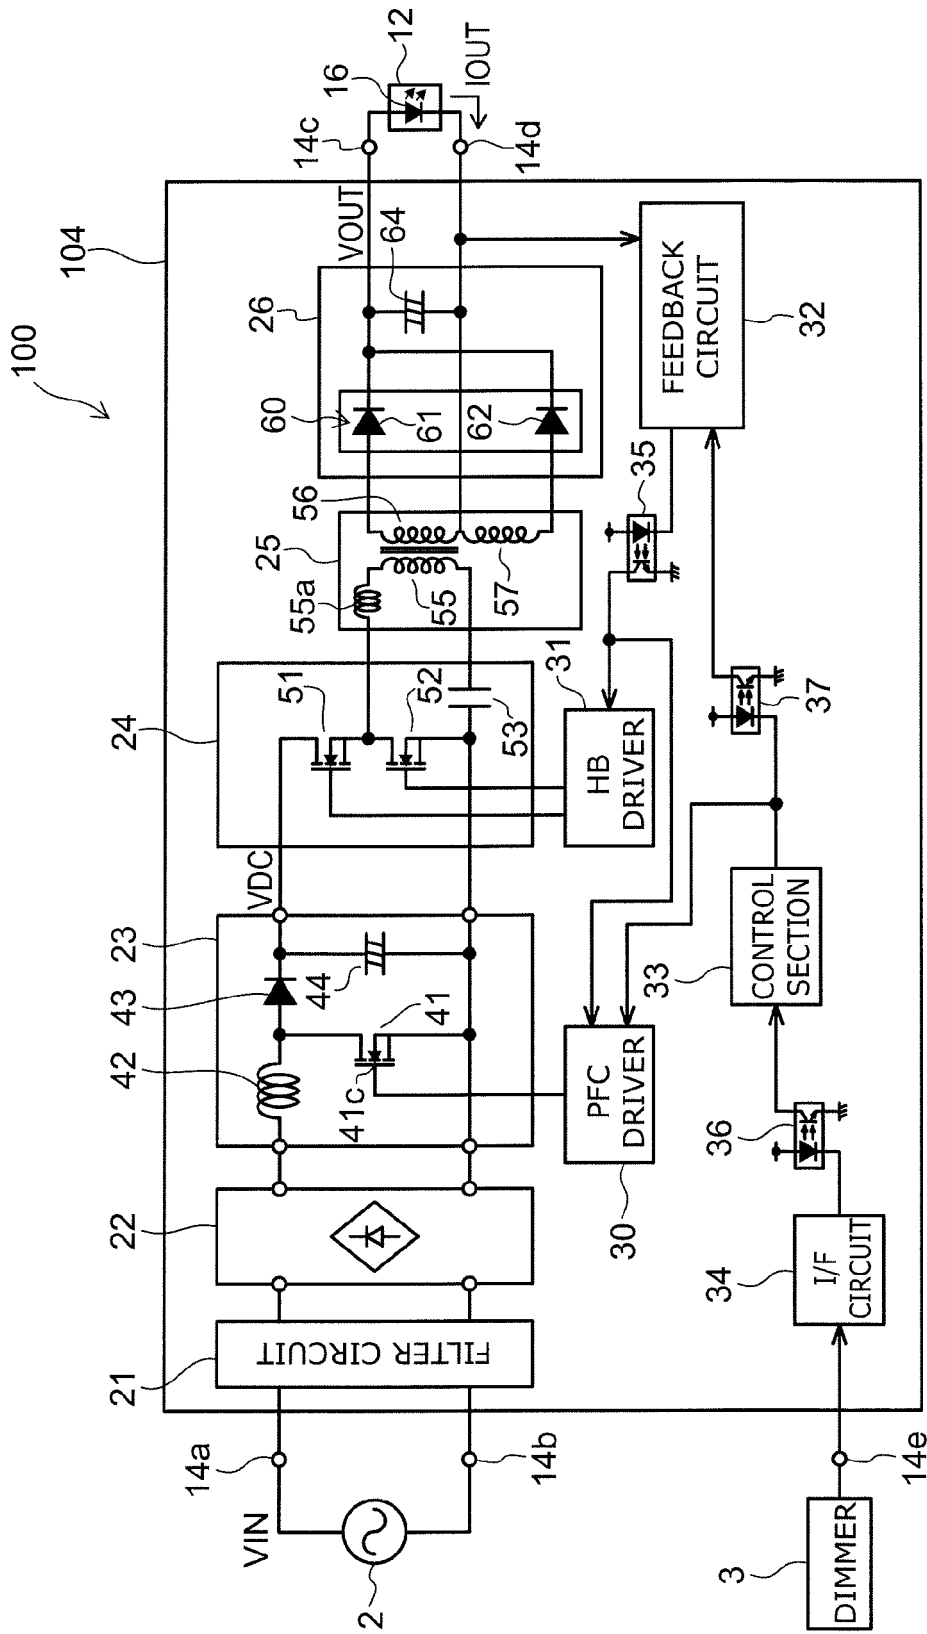 100
104
VIN
2
14a
14b
21
FILTER CIRCUIT
22
23
42
43
44
41
41c
VDC
24
51
52
53
25
55a
55
56
57
26
60
61
62
64
VOUT
14c
14d
16
12
IOUT
PFC
DRIVER
30
HB
DRIVER
31
35
FEEDBACK
CIRCUIT
32
37
CONTROL
SECTION
33
36
I/F
CIRCUIT
34
14e
DIMMER
3